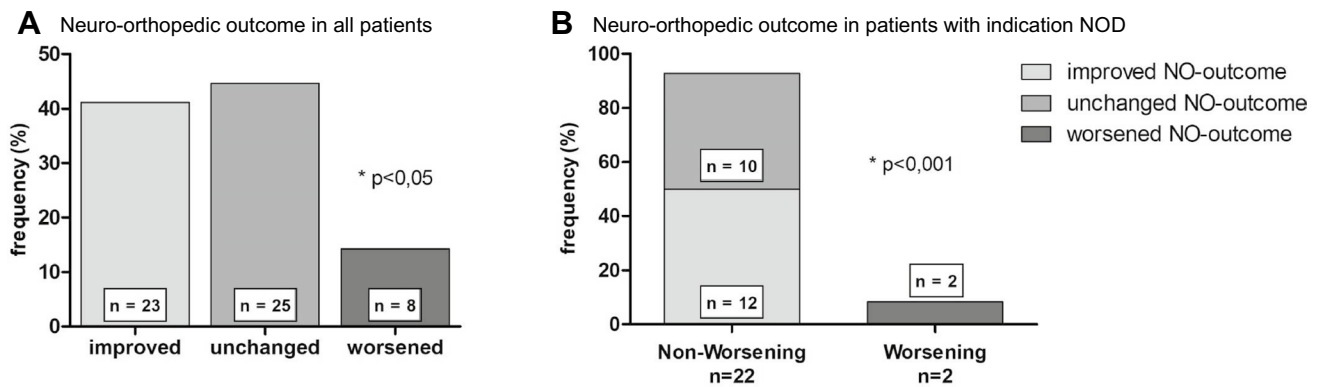 A Neuro-orthopedic outcome in all patients
50
40
30
20
10
0
frequency (%)
n = 23
n = 25
n = 8
* p<0,05
improved unchanged worsened
B Neuro-orthopedic outcome in patients with indication NOD
100
80
60
40
20
0
frequency (%)
n = 10
n = 12
n = 2
* p<0,001
Non-Worsening Worsening
n=22 n=2
improved NO-outcome
unchanged NO-outcome
worsened NO-outcome